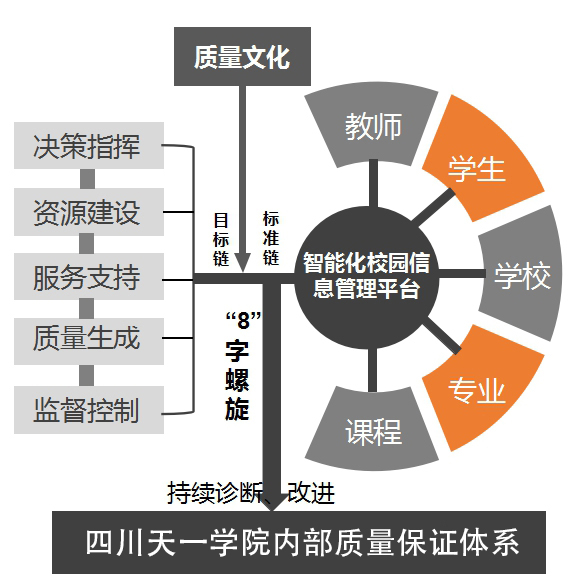 质量文化
决策指挥
资源建设
服务支持
质量生成
监督控制
目标链
标准链
“8”
字
螺
旋
智能化校园信
息管理平台
教师
学生
学校
专业
课程
持续诊断、改进
四川天一学院内部质量保证体系